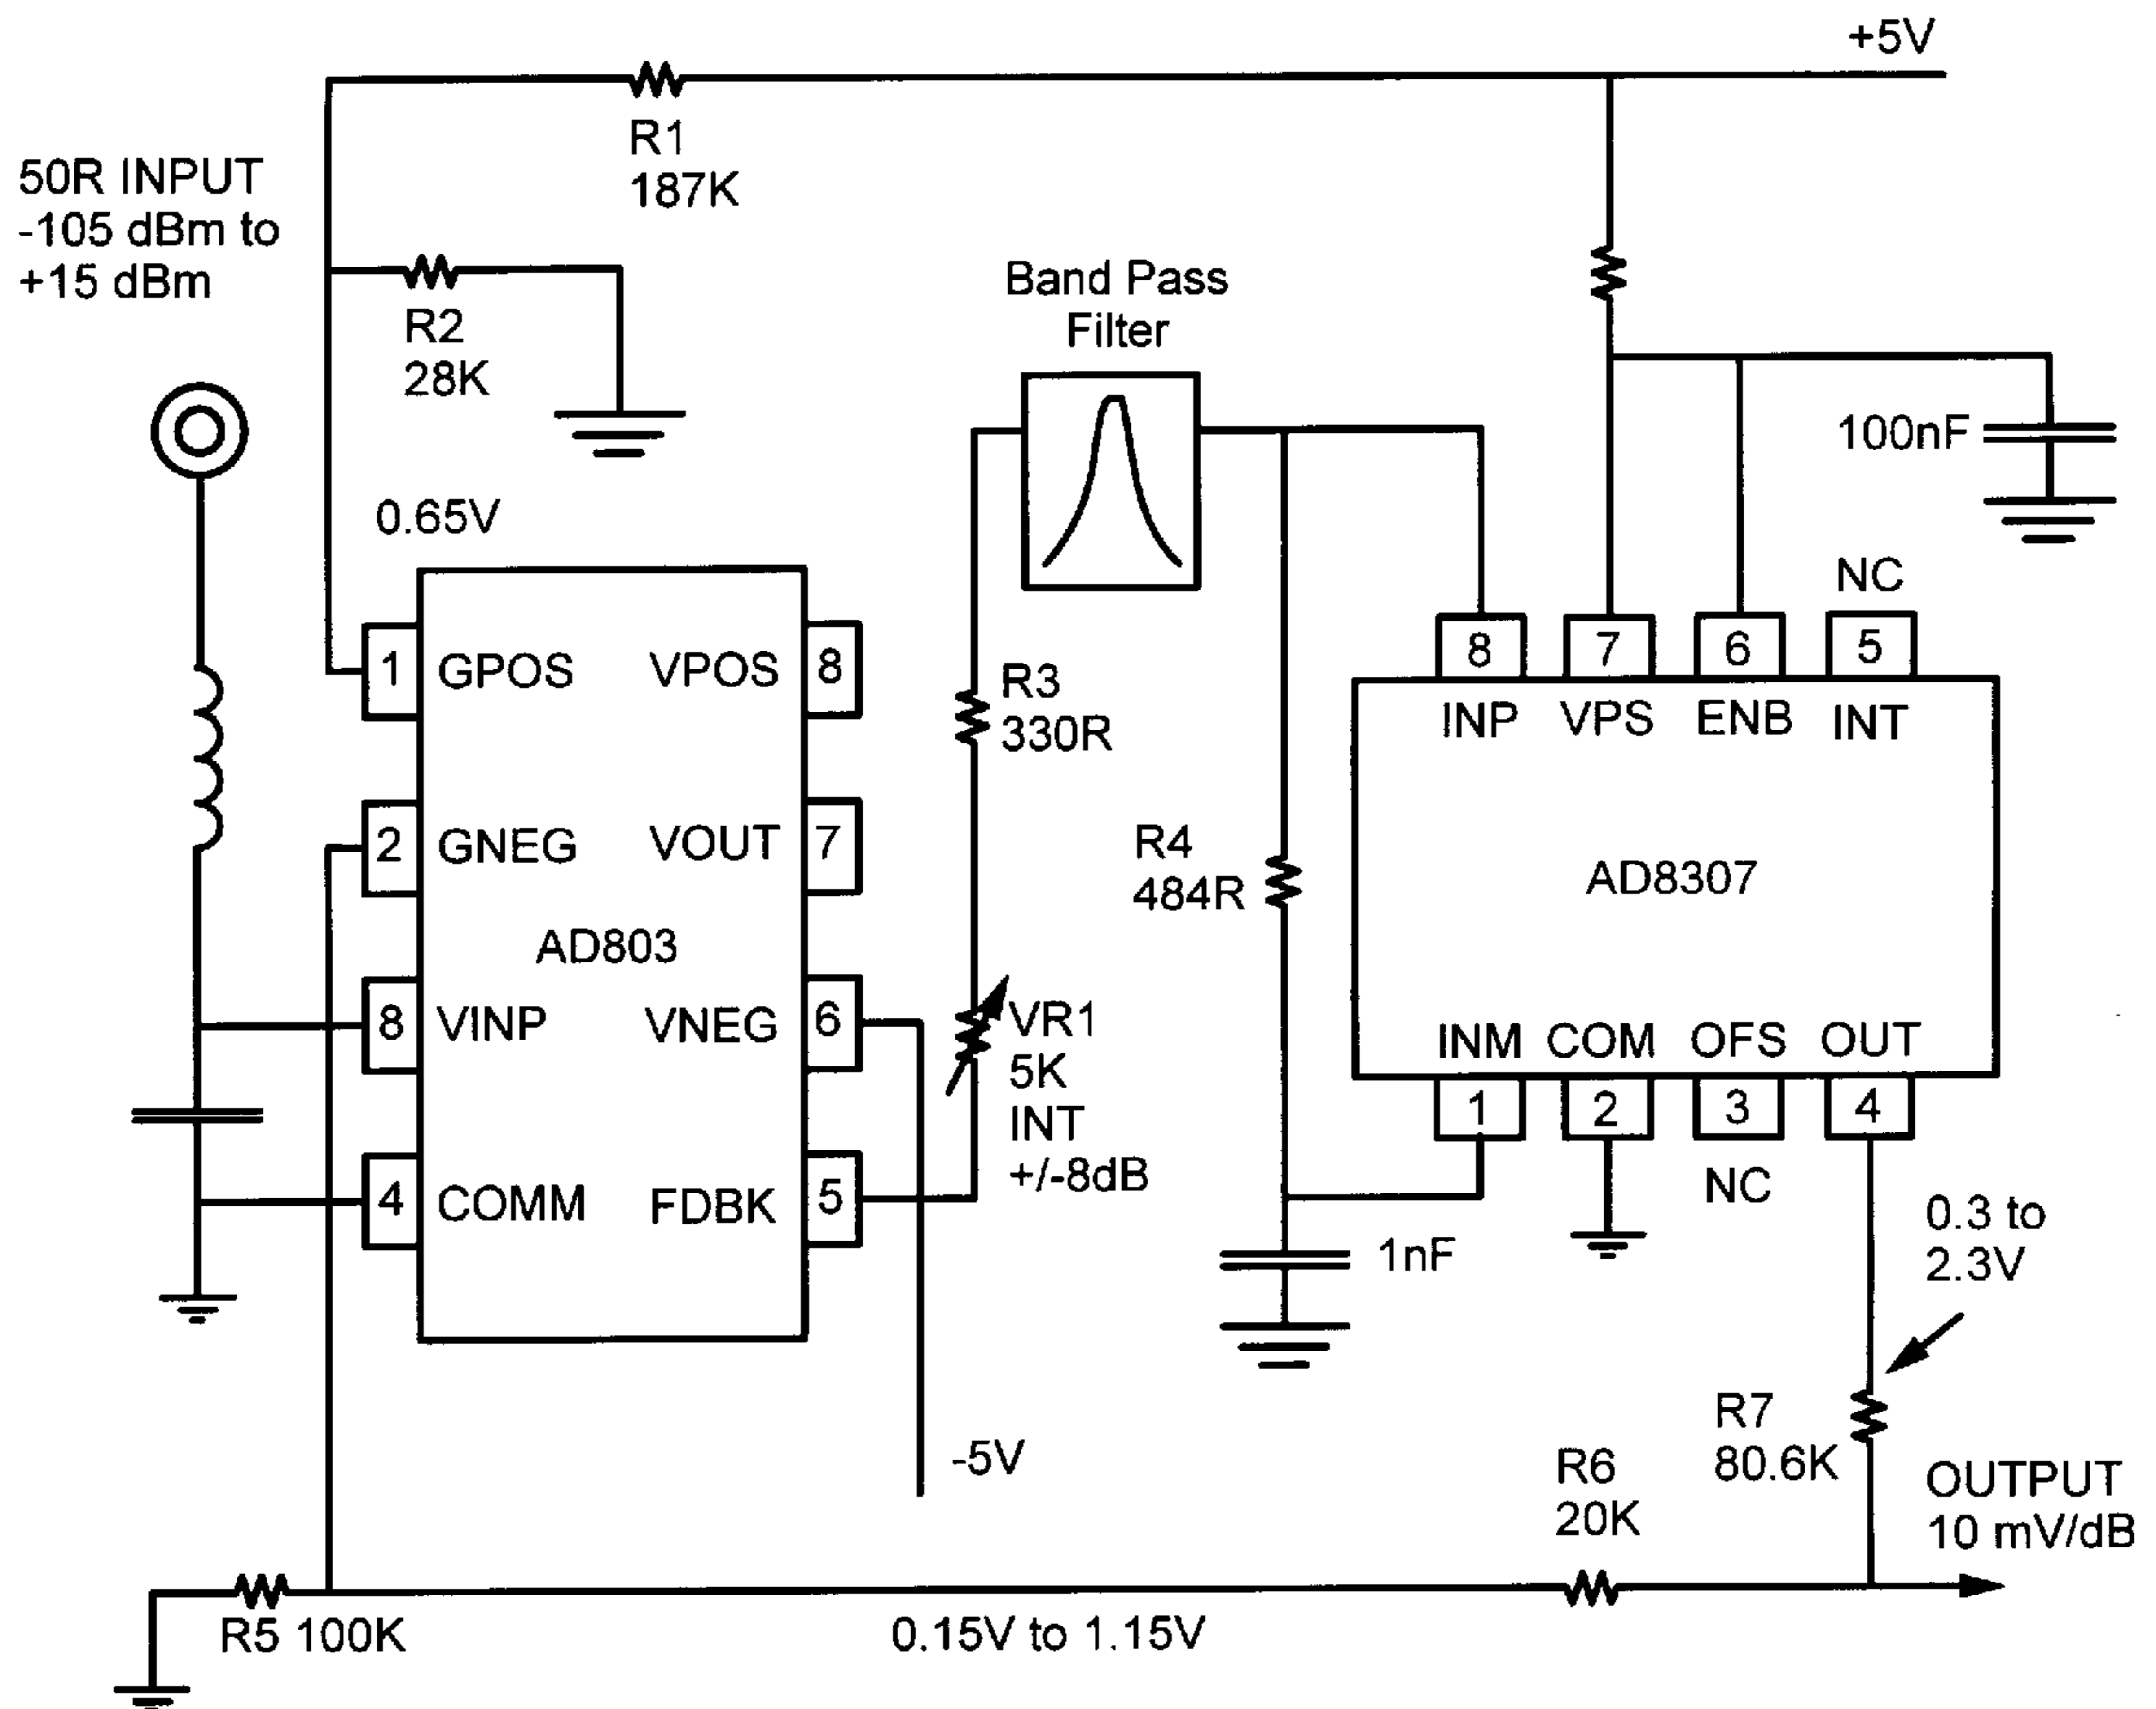 +5V
R1
187K
50R INPUT
-105 dBm to
+15 dBm
R2
28K
Band Pass
Filter
100nF
0.65V
NC
1 GPOS VPOS 8
8 7 6 5
INP VPS ENB INT
R3
330R
2 GNEG VOUT 7
R4
484R
AD8307
AD803
8 VINP VNEG 6
VR1
5K
INT
+/-8dB
INM COM OFS OUT
1 2 3 4
4 COMM FDBK 5
NC
0.3 to
2.3V
1nF
-5V
R7
80.6K
R6
20K
OUTPUT
10 mV/dB
R5 100K
0.15V to 1.15V